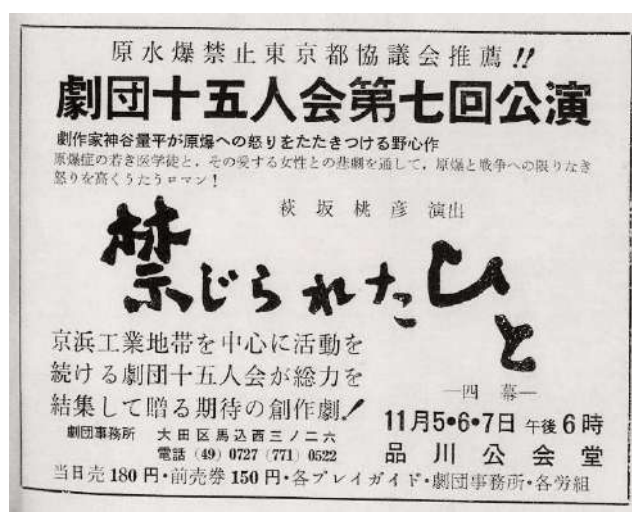 原水爆禁止東京都協議会推薦!!
劇団十五人会第七回公演
劇作家神谷量平が原爆への怒りをたたきつける野心作
原爆症の若き医学徒と，その愛する女性との悲劇を通して，原爆と戦争への限りなき
怒りを高くうたうロマン！
萩坂桃彦演出
禁じられたひと
―四幕―
京浜工業地帯を中心に活動を
続ける劇団十五人会が総力を
結集して贈る期待の創作劇！
劇団事務所 大田区馬込西三ノ二六
電話 (49) 0727 (771) 0522
11月5•6•7日 午後6時
品川公会堂
当日売180円・前売券150円・各プレイガイド・劇団事務所・各労組